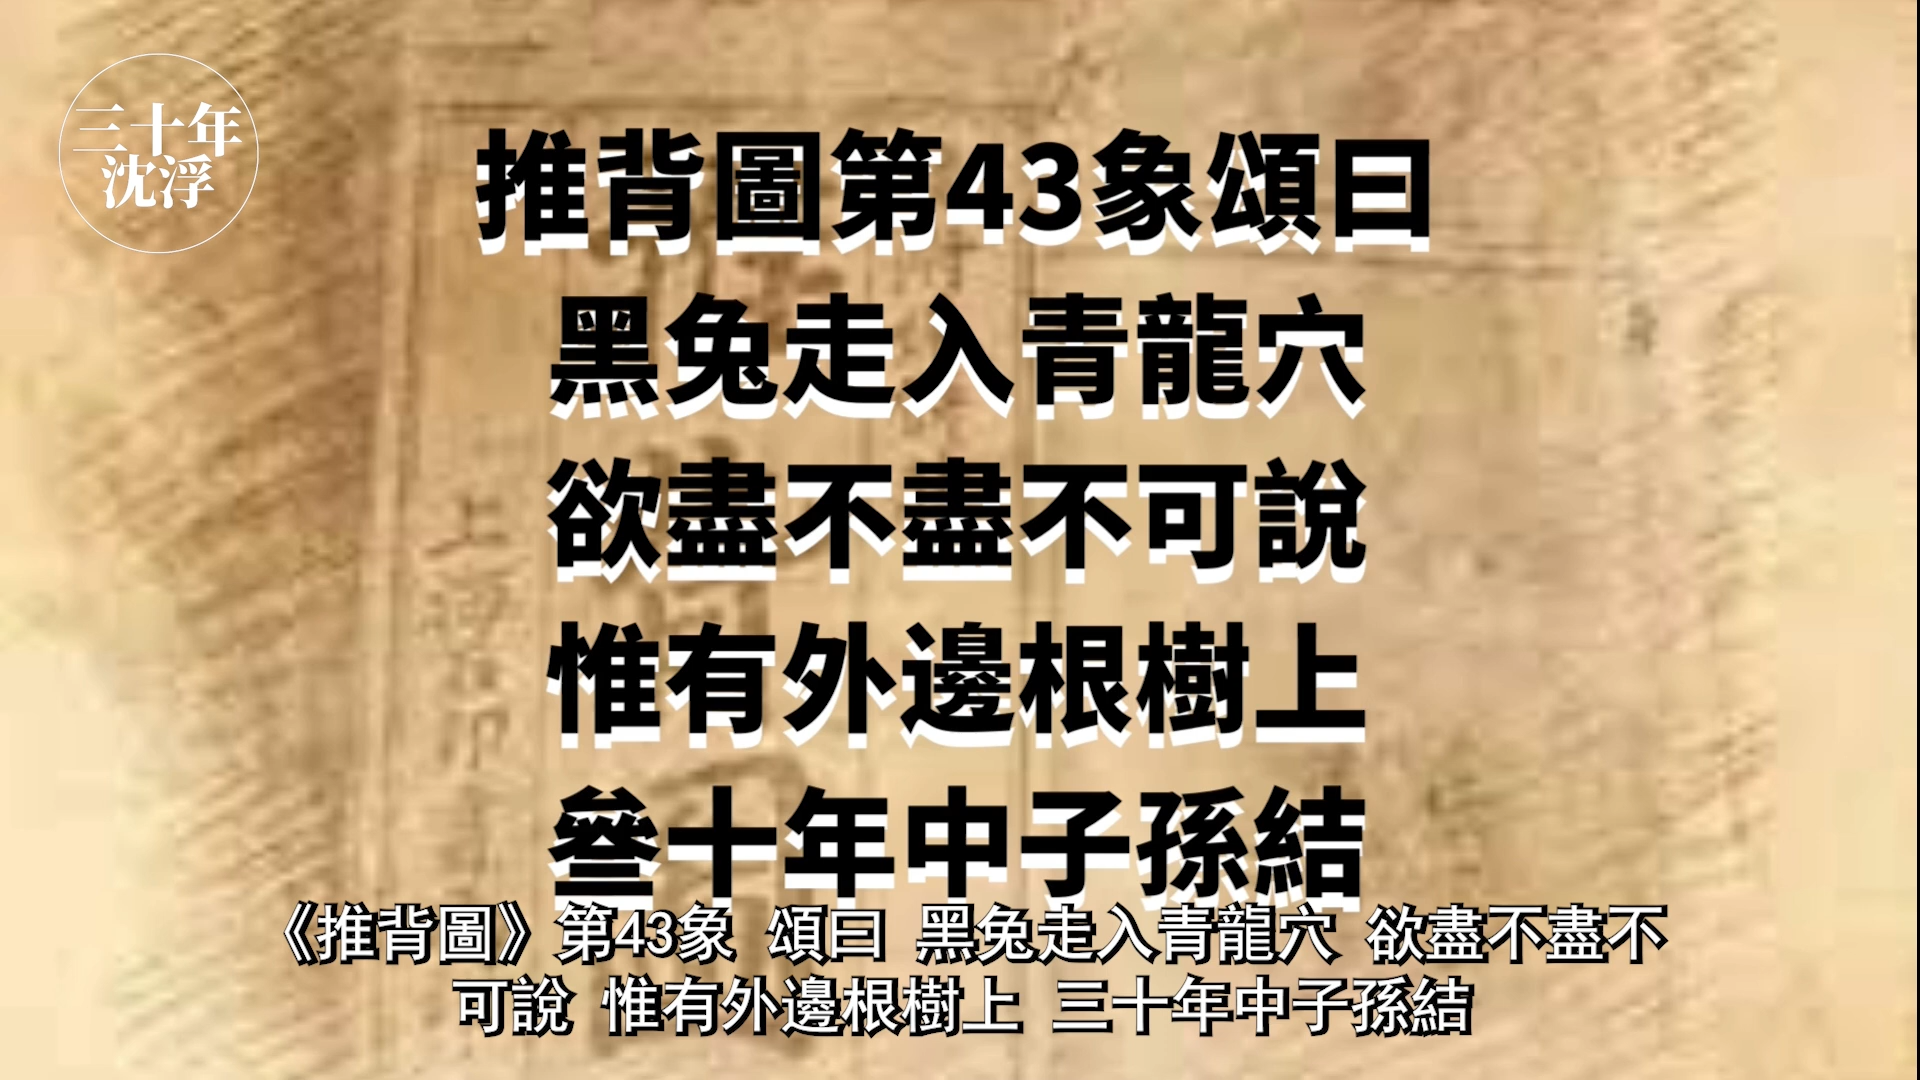 三十年
沈浮
推背圖第43象頌曰
黑兔走入青龍穴
欲盡不盡不可說
惟有外邊根樹上
叄十年中子孫結
《推背圖》第43象 頌曰 黑兔走入青龍穴 欲盡不盡不
可說 惟有外邊根樹上 三十年中子孫結